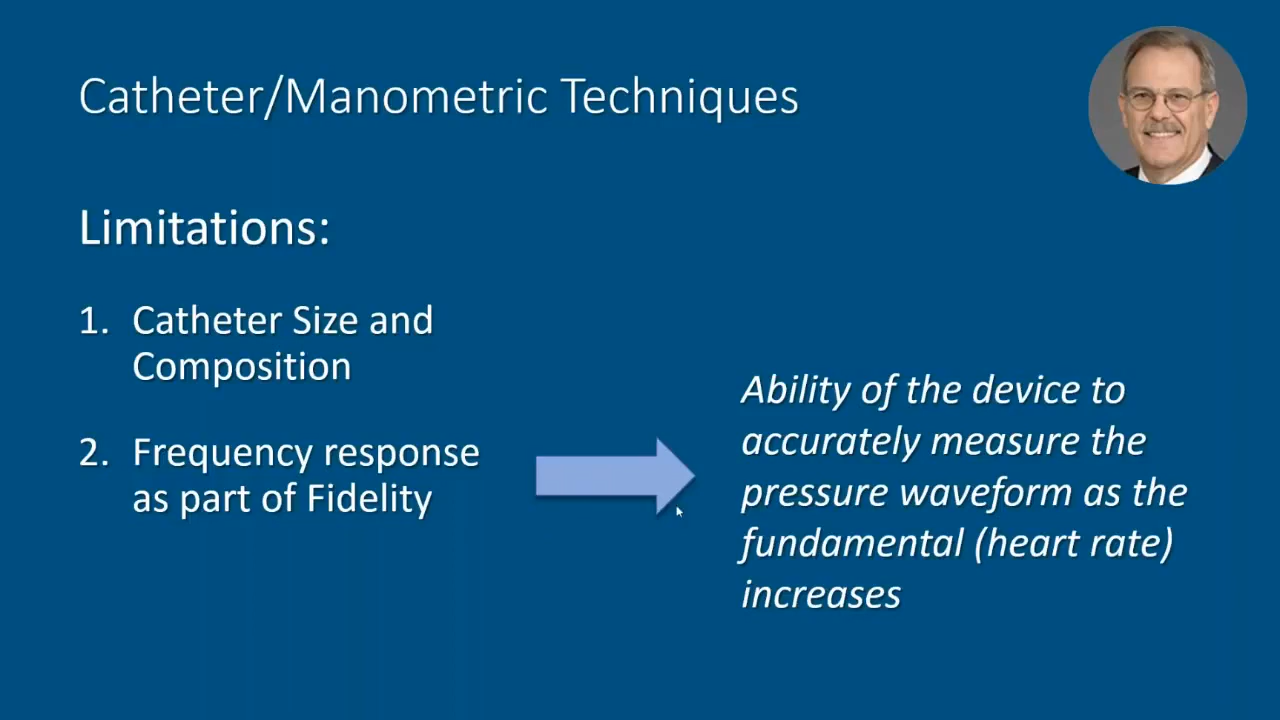 Catheter/Manometric Techniques
Limitations:
1. Catheter Size and
Composition
2. Frequency response
as part of Fidelity
Ability of the device to
accurately measure the
pressure waveform as the
fundamental (heart rate)
increases